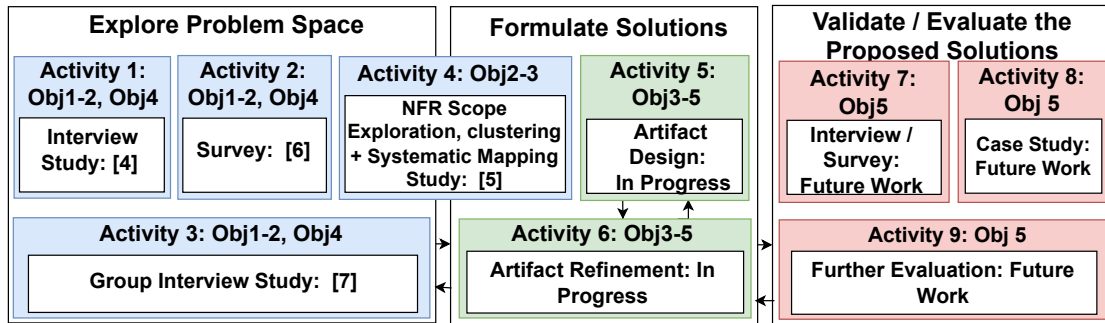 Explore Problem Space
Activity 1:
Obj1-2, Obj4
Interview
Study: [4]
Activity 2:
Obj1-2, Obj4
Survey: [6]
Activity 4: Obj2-3
NFR Scope
Exploration, clustering
+ Systematic Mapping
Study: [5]
Activity 3: Obj1-2, Obj4
Group Interview Study: [7]
Formulate Solutions
Activity 5:
Obj3-5
Artifact
Design:
In Progress
Activity 6: Obj3-5
Artifact Refinement: In
Progress
Validate / Evaluate the
Proposed Solutions
Activity 7:
Obj5
Interview /
Survey:
Future Work
Activity 8:
Obj 5
Case Study:
Future Work
Activity 9: Obj 5
Further Evaluation: Future
Work